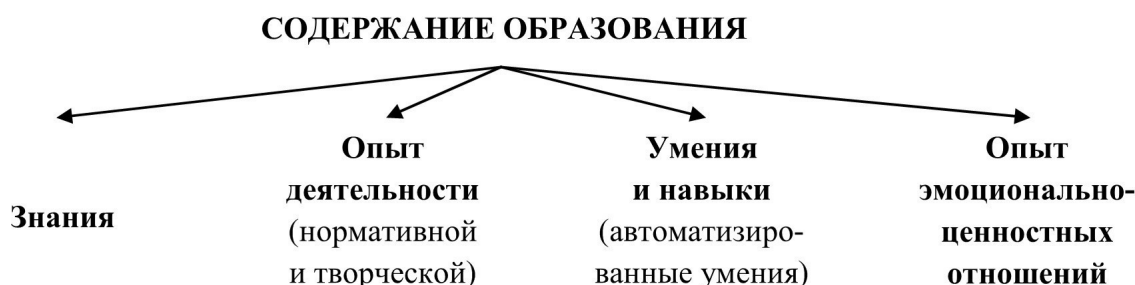 СОДЕРЖАНИЕ ОБРАЗОВАНИЯ
Знания
Опыт
деятельности
(нормативной
и творческой)
Умения
и навыки
(автоматизиро-
ванные умения)
Опыт
эмоционально-
ценностных
отношений